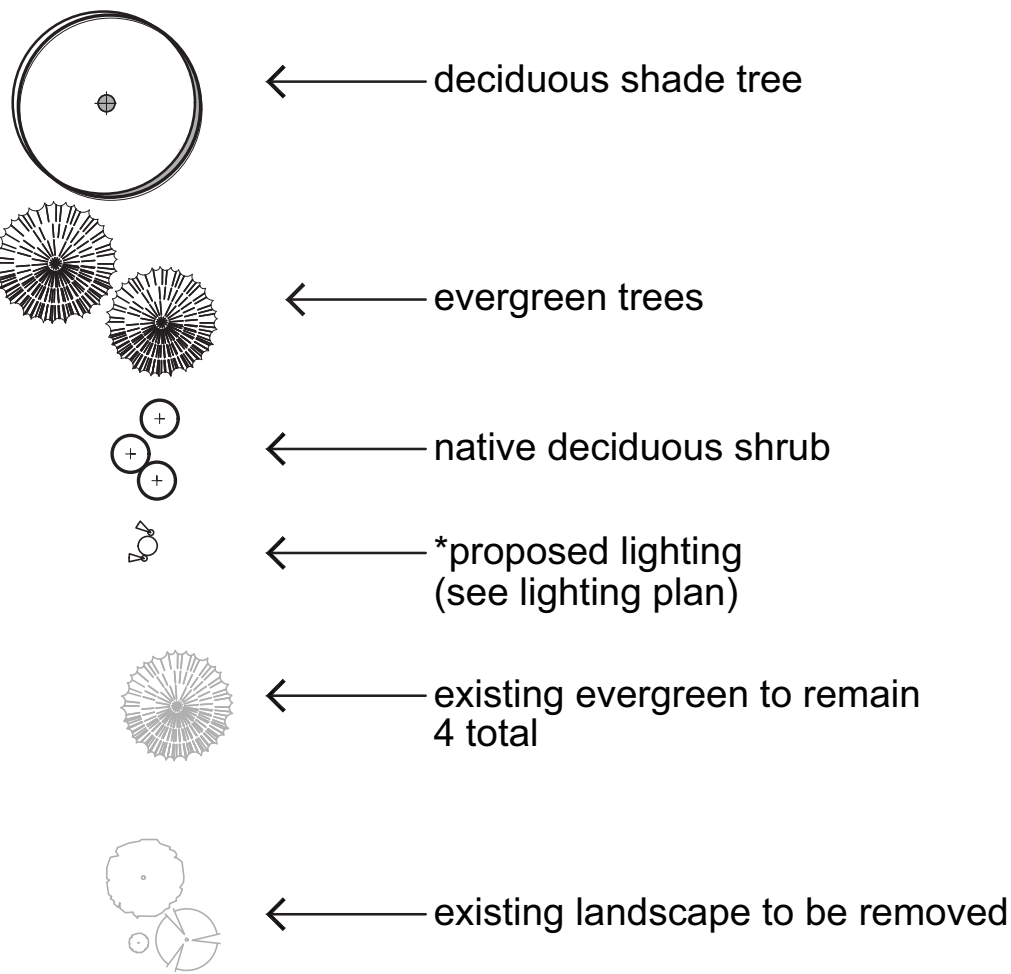 deciduous shade tree
evergreen trees
native deciduous shrub
*proposed lighting
(see lighting plan)
existing evergreen to remain
4 total
existing landscape to be removed